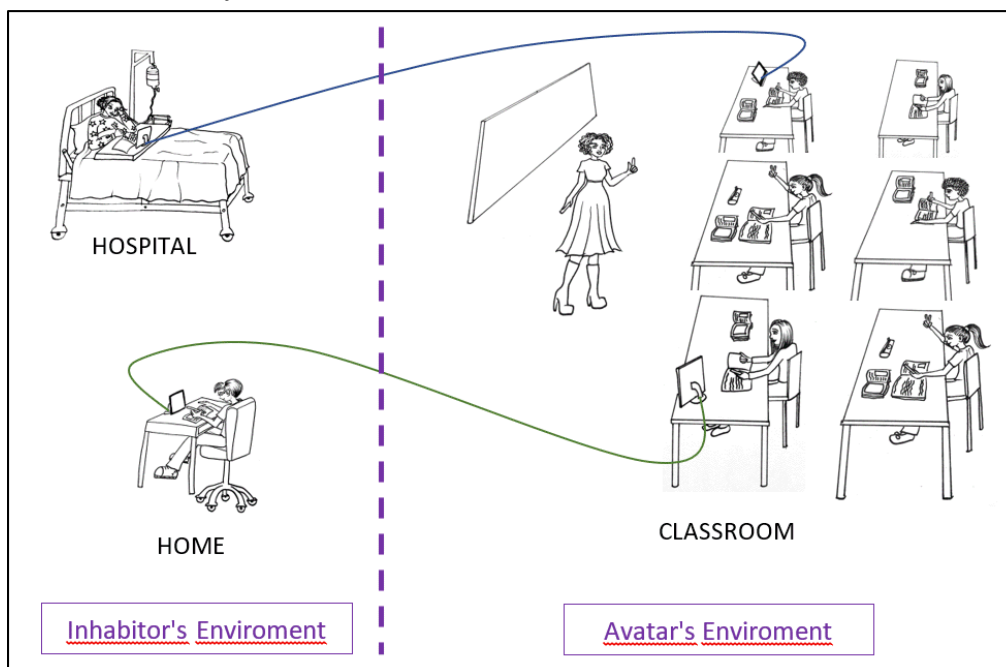 HOSPITAL
HOME
CLASSROOM
Inhabitor's Enviroment
Avatar's Enviroment